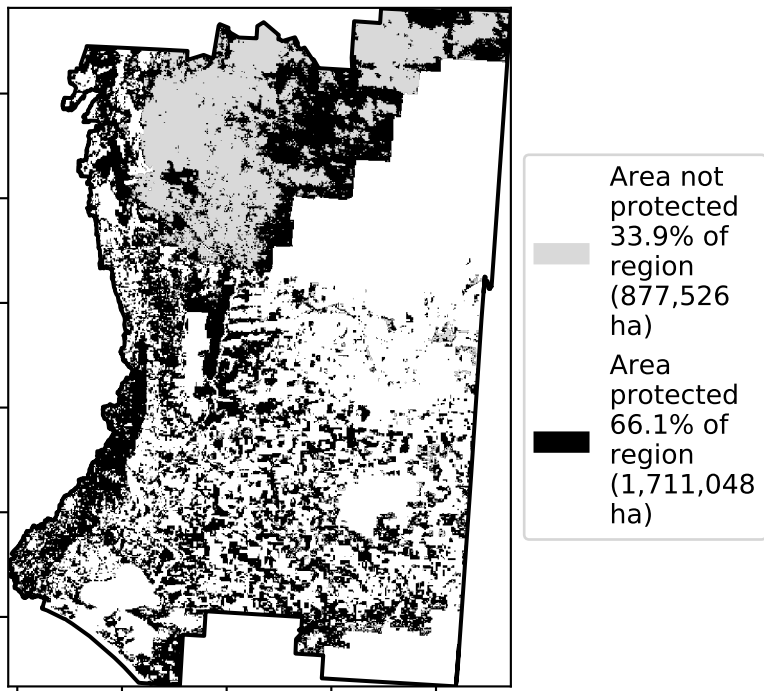 Area not
protected
33.9% of
region
(877,526
ha)
Area
protected
66.1% of
region
(1,711,048
ha)